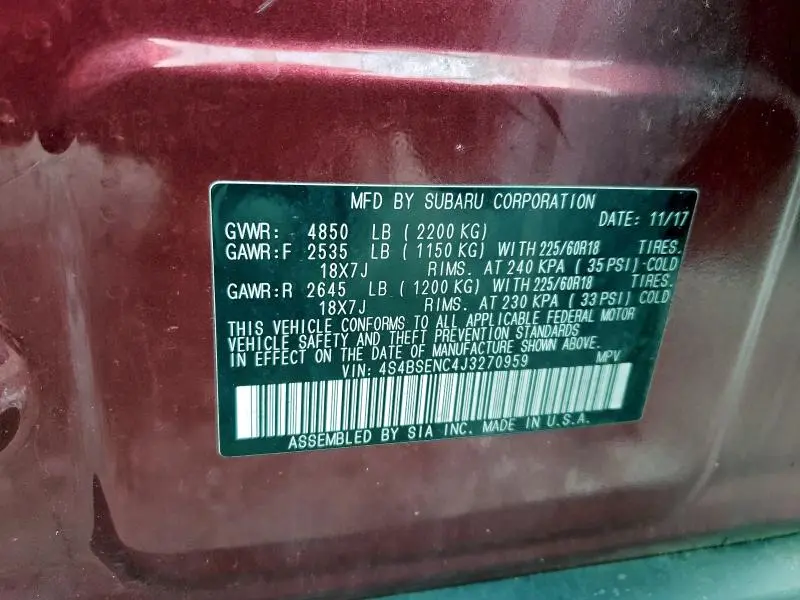 MFD BY SUBARU CORPORATION
DATE: 11/17
GVWR: 4850 LB (2200 KG)
GAWR:F 2535 LB (1150 KG) WITH 225/60R18 TIRES.
18X7J RIMS. AT 240 KPA (35 PSI) COLD
GAWR:R 2645 LB (1200 KG) WITH 225/60R18 TIRES.
18X7J RIMS. AT 230 KPA (33 PSI) COLD
THIS VEHICLE CONFORMS TO ALL APPLICABLE FEDERAL MOTOR
VEHICLE SAFETY AND THEFT PREVENTION STANDARDS
IN EFFECT ON THE DATE OF MANUFACTURE SHOWN ABOVE.
VIN: 4S4BSENC4J3270959 MPV
ASSEMBLED BY SIA INC. MADE IN U.S.A.